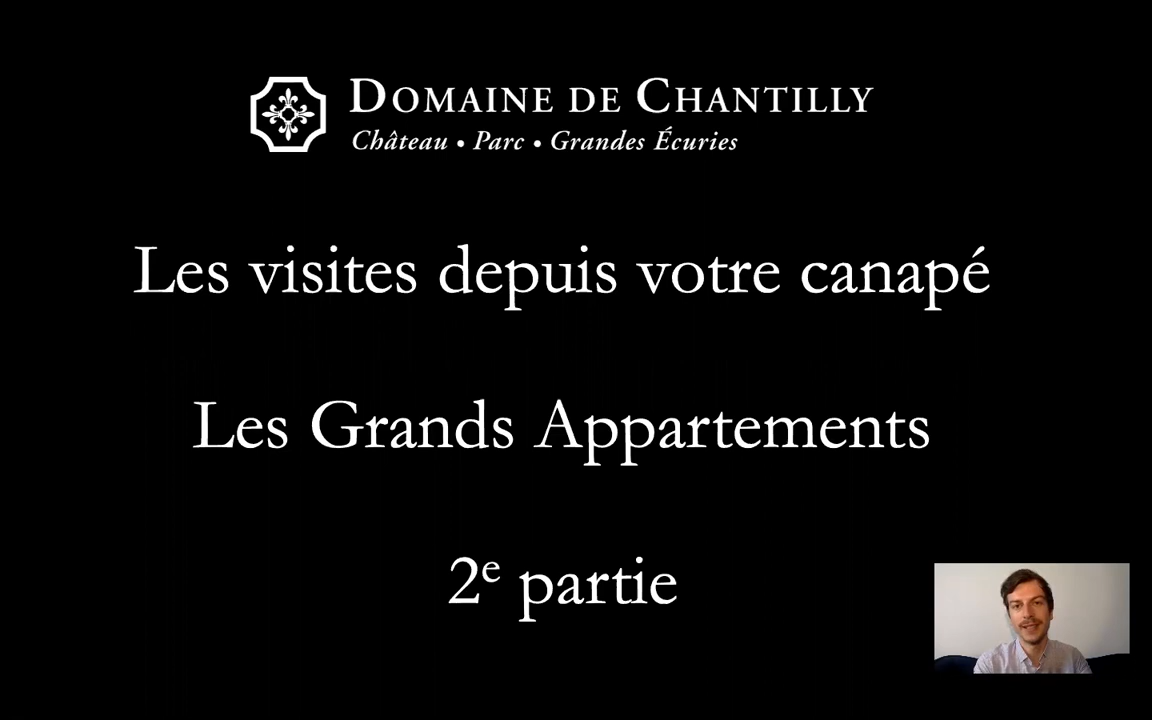 DOMAINE DE CHANTILLY
Château • Parc • Grandes Écuries
Les visites depuis votre canapé
Les Grands Appartements
2e partie